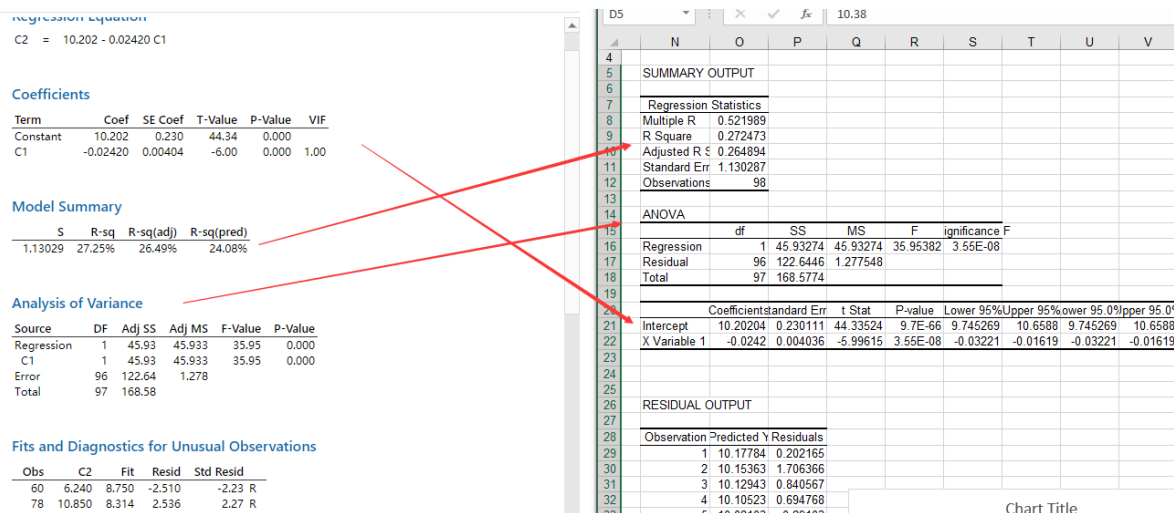 Regression Equation
C2 = 10.202 - 0.02420 C1
Coefficients
Term Coef SE Coef T-Value P-Value VIF
Constant 10.202 0.230 44.34 0.000
C1 -0.02420 0.00404 -6.00 0.000 1.00
Model Summary
S R-sq R-sq(adj) R-sq(pred)
1.13029 27.25% 26.49% 24.08%
Analysis of Variance
Source DF Adj SS Adj MS F-Value P-Value
Regression 1 45.93 45.933 35.95 0.000
C1 1 45.93 45.933 35.95 0.000
Error 96 122.64 1.278
Total 97 168.58
Fits and Diagnostics for Unusual Observations
Obs C2 Fit Resid Std Resid
60 6.240 8.750 -2.510 -2.23 R
78 10.850 8.314 2.536 2.27 R
D5 fx 10.38
N O P Q R S T U V
4
5 SUMMARY OUTPUT
6
7 Regression Statistics
8 Multiple R 0.521989
9 R Square 0.272473
10 Adjusted R S 0.264894
11 Standard Err 1.130287
12 Observations 98
13
14 ANOVA
15 df SS MS F ignificance F
16 Regression 1 45.93274 45.93274 35.95382 3.55E-08
17 Residual 96 122.6446 1.277548
18 Total 97 168.5774
19
20 Coefficients tandard Err t Stat P-value Lower 95% Upper 95% ower 95.0% pper 95.0%
21 Intercept 10.20204 0.230111 44.33524 9.7E-66 9.745269 10.6588 9.745269 10.6588
22 X Variable 1 -0.0242 0.004036 -5.99615 3.55E-08 -0.03221 -0.01619 -0.03221 -0.01619
23
24
25
26 RESIDUAL OUTPUT
27
28 Observation Predicted Y Residuals
29 1 10.17784 0.202165
30 2 10.15363 1.706366
31 3 10.12943 0.840567
32 4 10.10523 0.694768
Chart Title